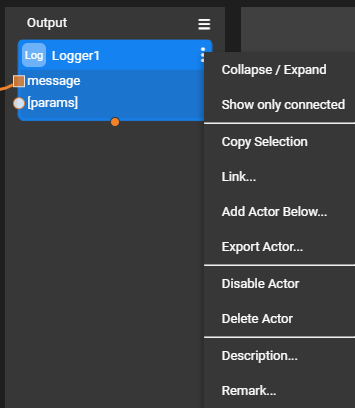 Output
Log Logger1
message
[params]
Collapse / Expand
Show only connected
Copy Selection
Link...
Add Actor Below...
Export Actor...
Disable Actor
Delete Actor
Description...
Remark...